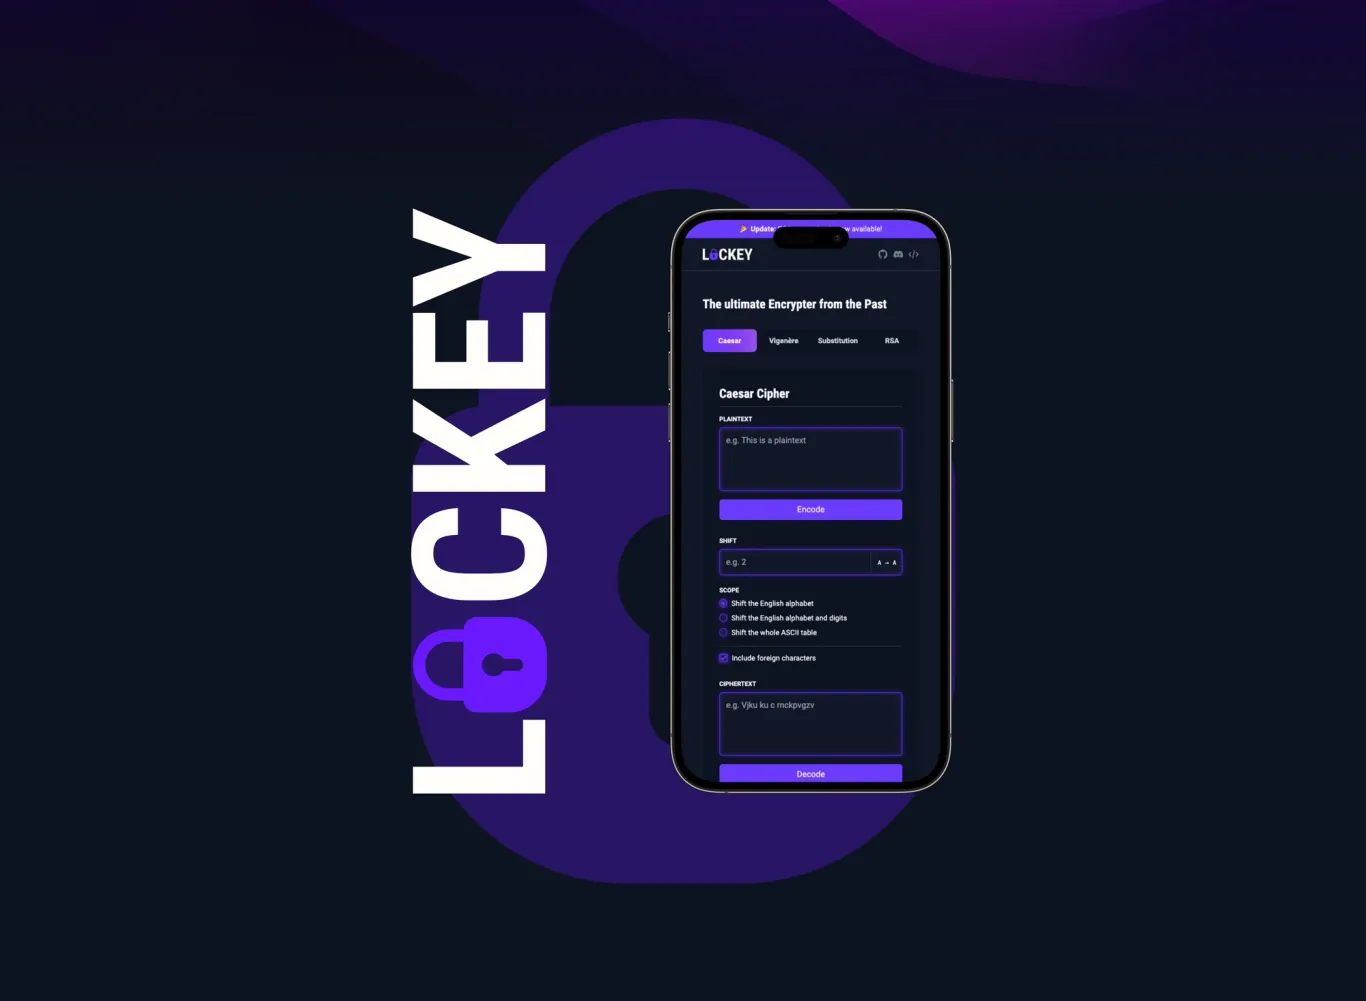 LOCKEY
Update: now available!
LOCKEY
The ultimate Encrypter from the Past
Caesar Vigenère Substitution RSA
Caesar Cipher
PLAINTEXT
e.g. This is a plaintext
Encode
SHIFT
e.g. 2
A → A
SCOPE
Shift the English alphabet
Shift the English alphabet and digits
Shift the whole ASCII table
Include foreign characters
CIPHERTEXT
e.g. Vjku ku c rnckpvgzv
Decode